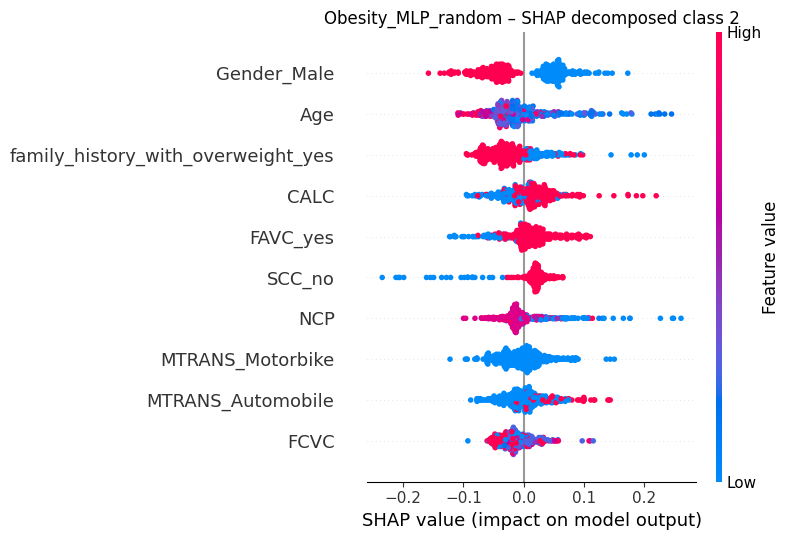 Obesity_MLP_random – SHAP decomposed class 2
High
Gender_Male
Age
family_history_with_overweight_yes
CALC
FAVC_yes
SCC_no
NCP
MTRANS_Motorbike
MTRANS_Automobile
FCVC
Feature value
Low
−0.2 −0.1 0.0 0.1 0.2
SHAP value (impact on model output)